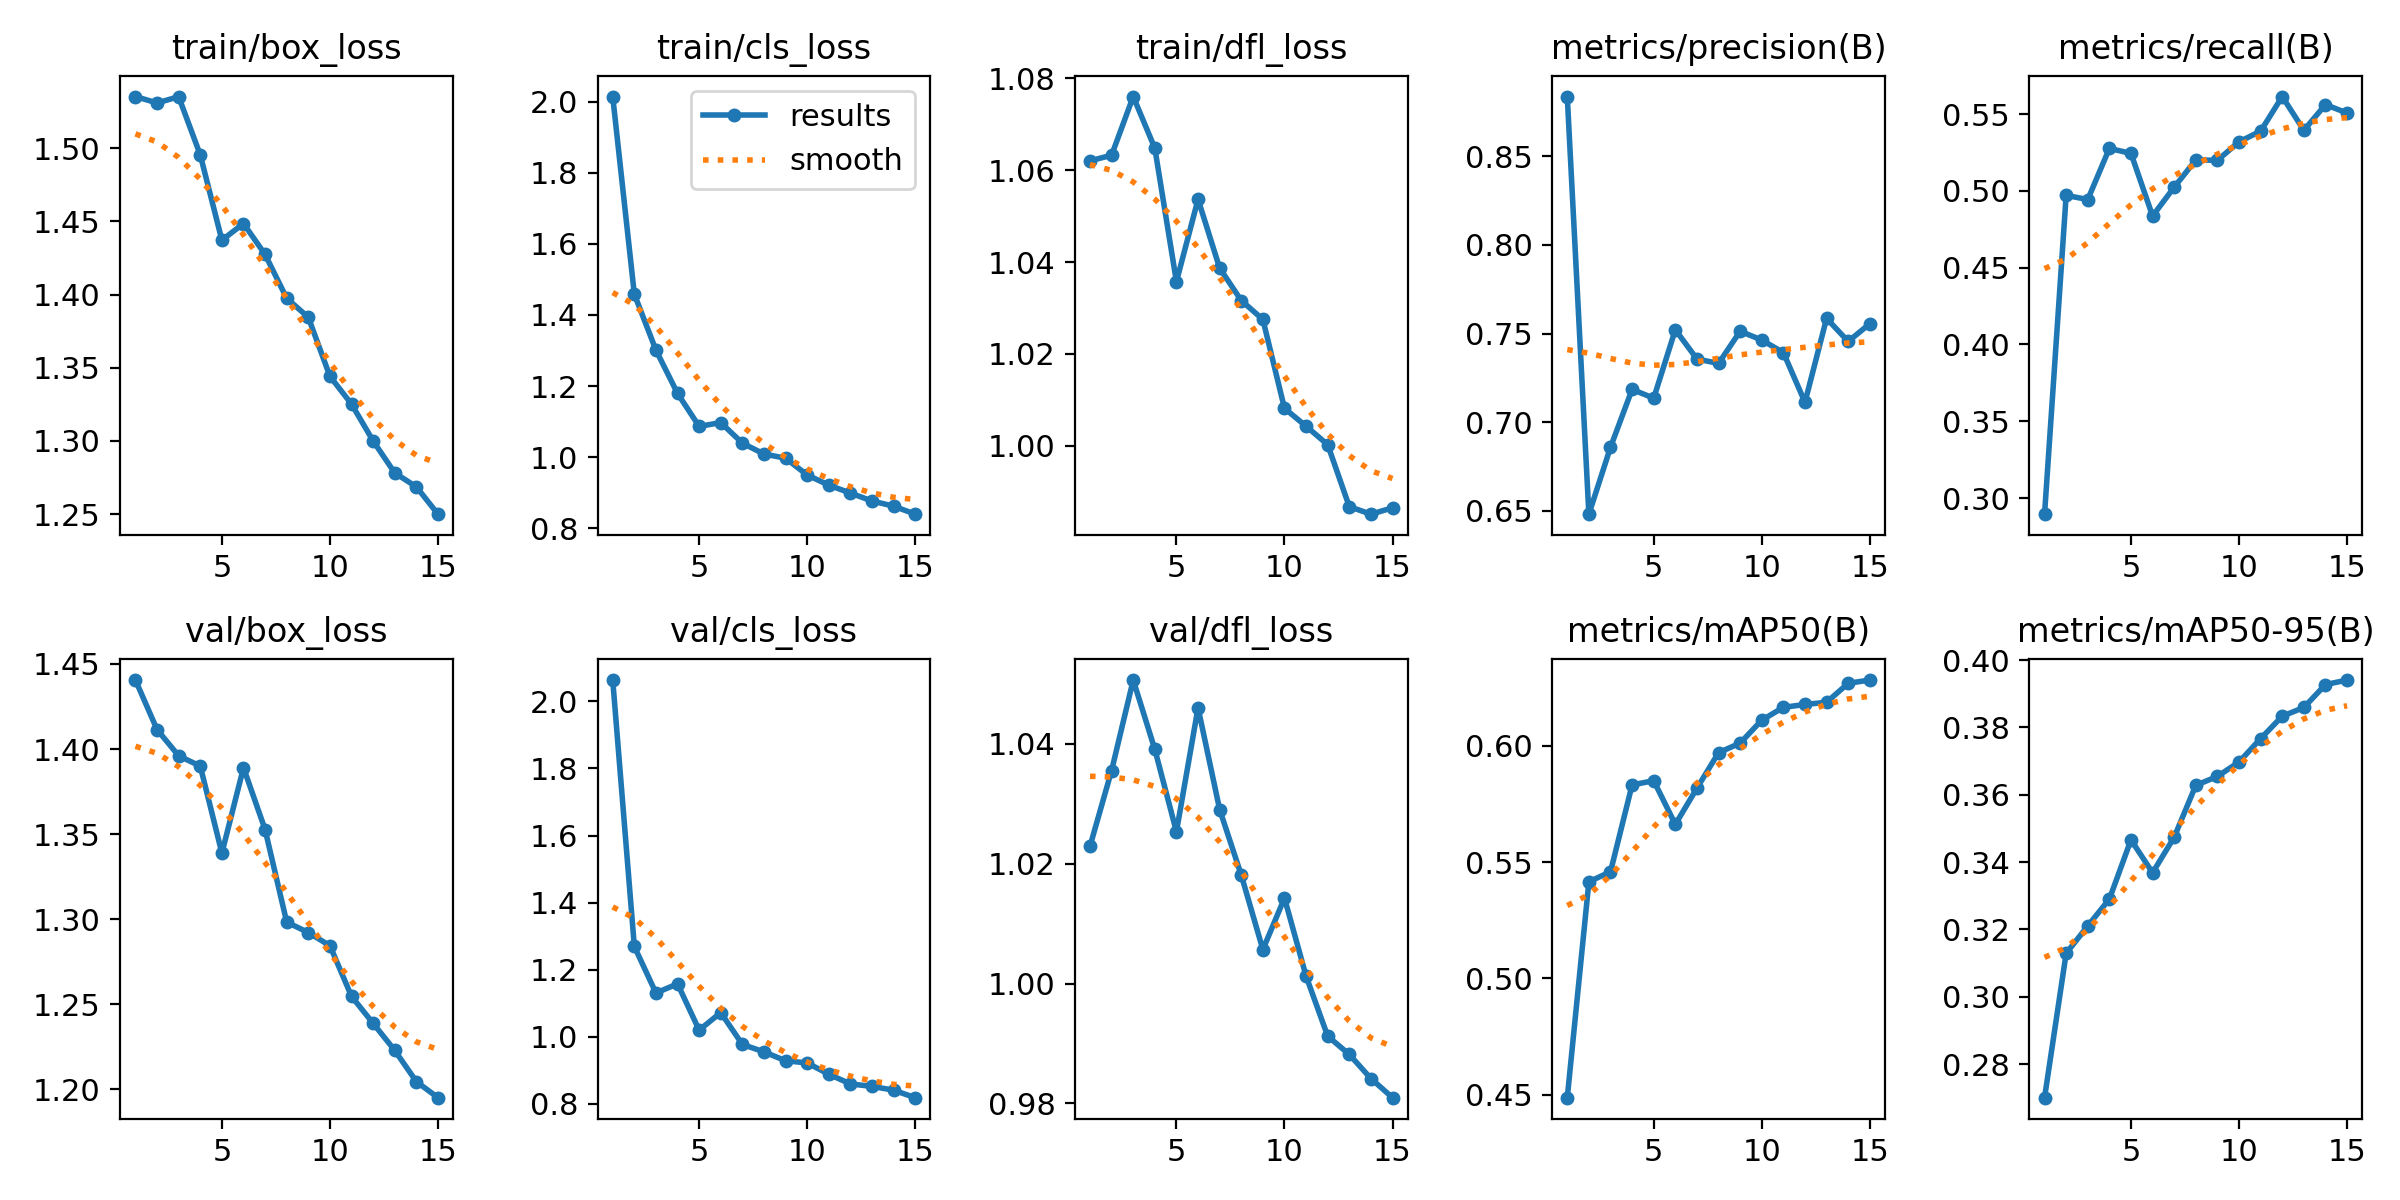 train/box_loss
1.50
1.45
1.40
1.35
1.30
1.25
5 10 15
train/cls_loss
results
smooth
2.0
1.8
1.6
1.4
1.2
1.0
0.8
5 10 15
train/dfl_loss
1.08
1.06
1.04
1.02
1.00
5 10 15
metrics/precision(B)
0.85
0.80
0.75
0.70
0.65
5 10 15
metrics/recall(B)
0.55
0.50
0.45
0.40
0.35
0.30
5 10 15
val/box_loss
1.45
1.40
1.35
1.30
1.25
1.20
5 10 15
val/cls_loss
2.0
1.8
1.6
1.4
1.2
1.0
0.8
5 10 15
val/dfl_loss
1.04
1.02
1.00
0.98
5 10 15
metrics/mAP50(B)
0.60
0.55
0.50
0.45
5 10 15
metrics/mAP50-95(B)
0.40
0.38
0.36
0.34
0.32
0.30
0.28
5 10 15